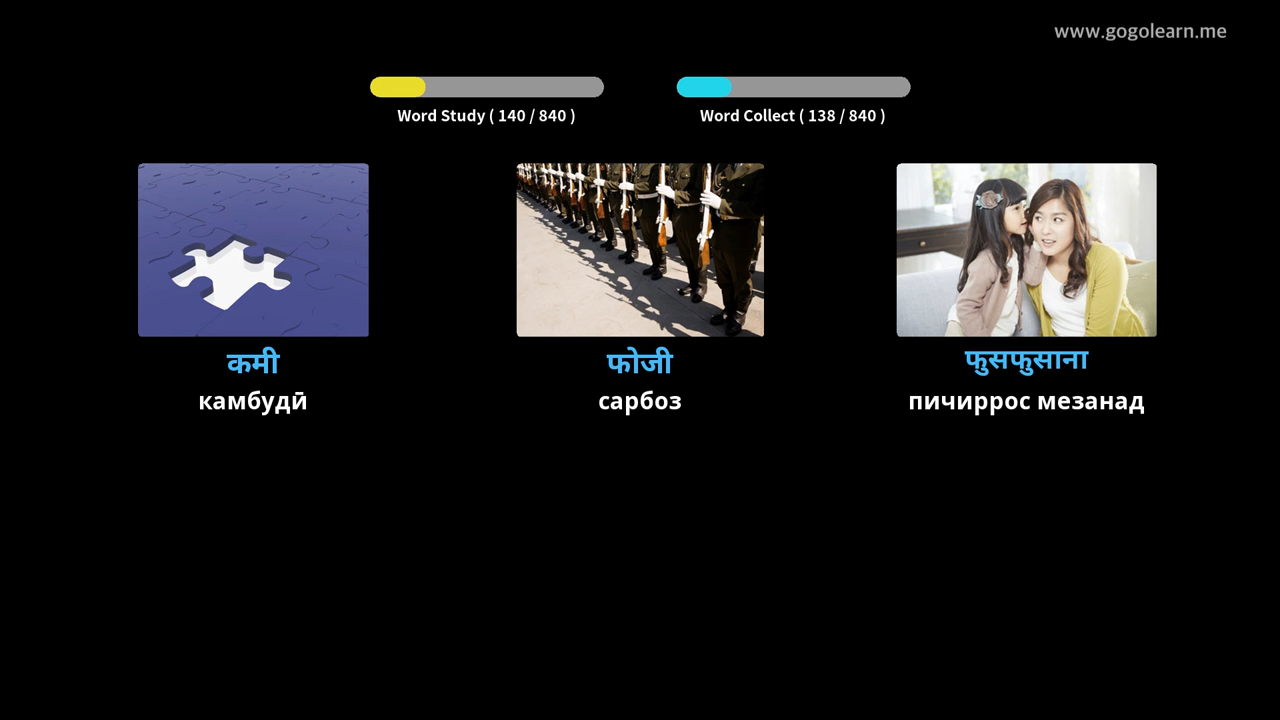 www.gogolearn.me
Word Study ( 140 / 840 )
Word Collect ( 138 / 840 )
कमी
फोजी
फुसफुसाना
камбудӣ
сарбоз
пичиррос мезанад